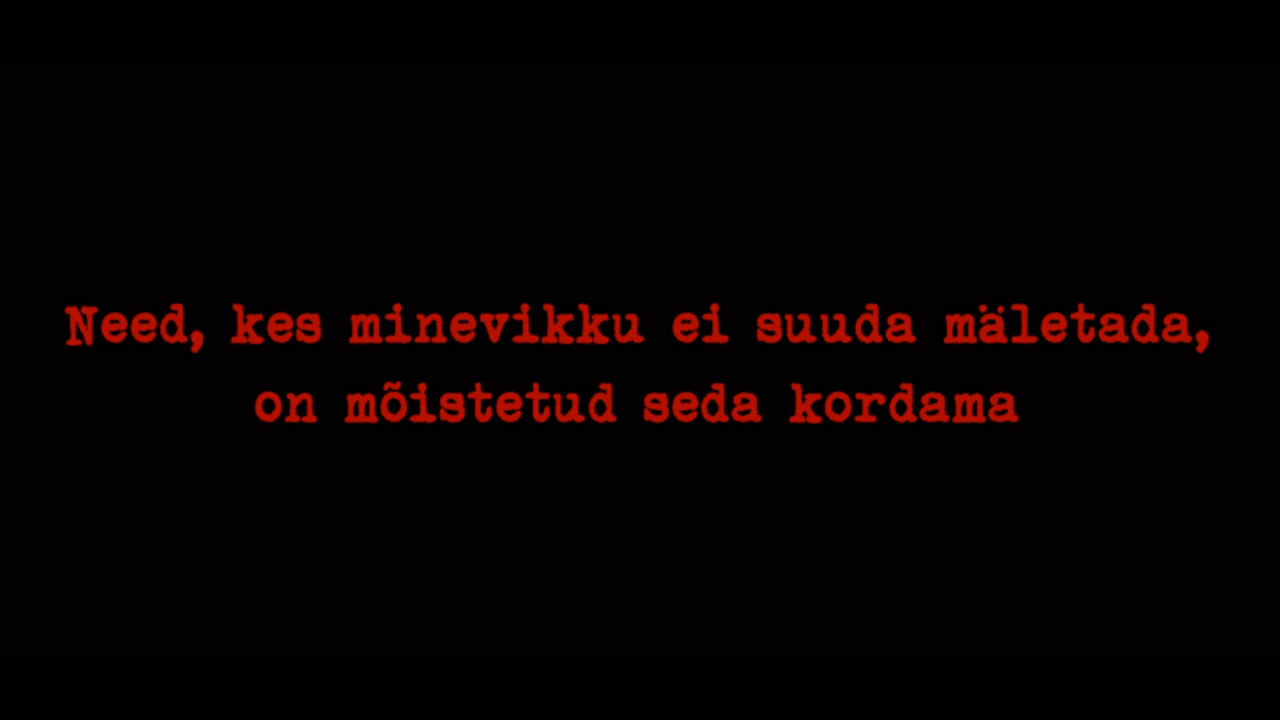 Need, kes minevikku ei suuda mäletada,
on mõistetud seda kordama